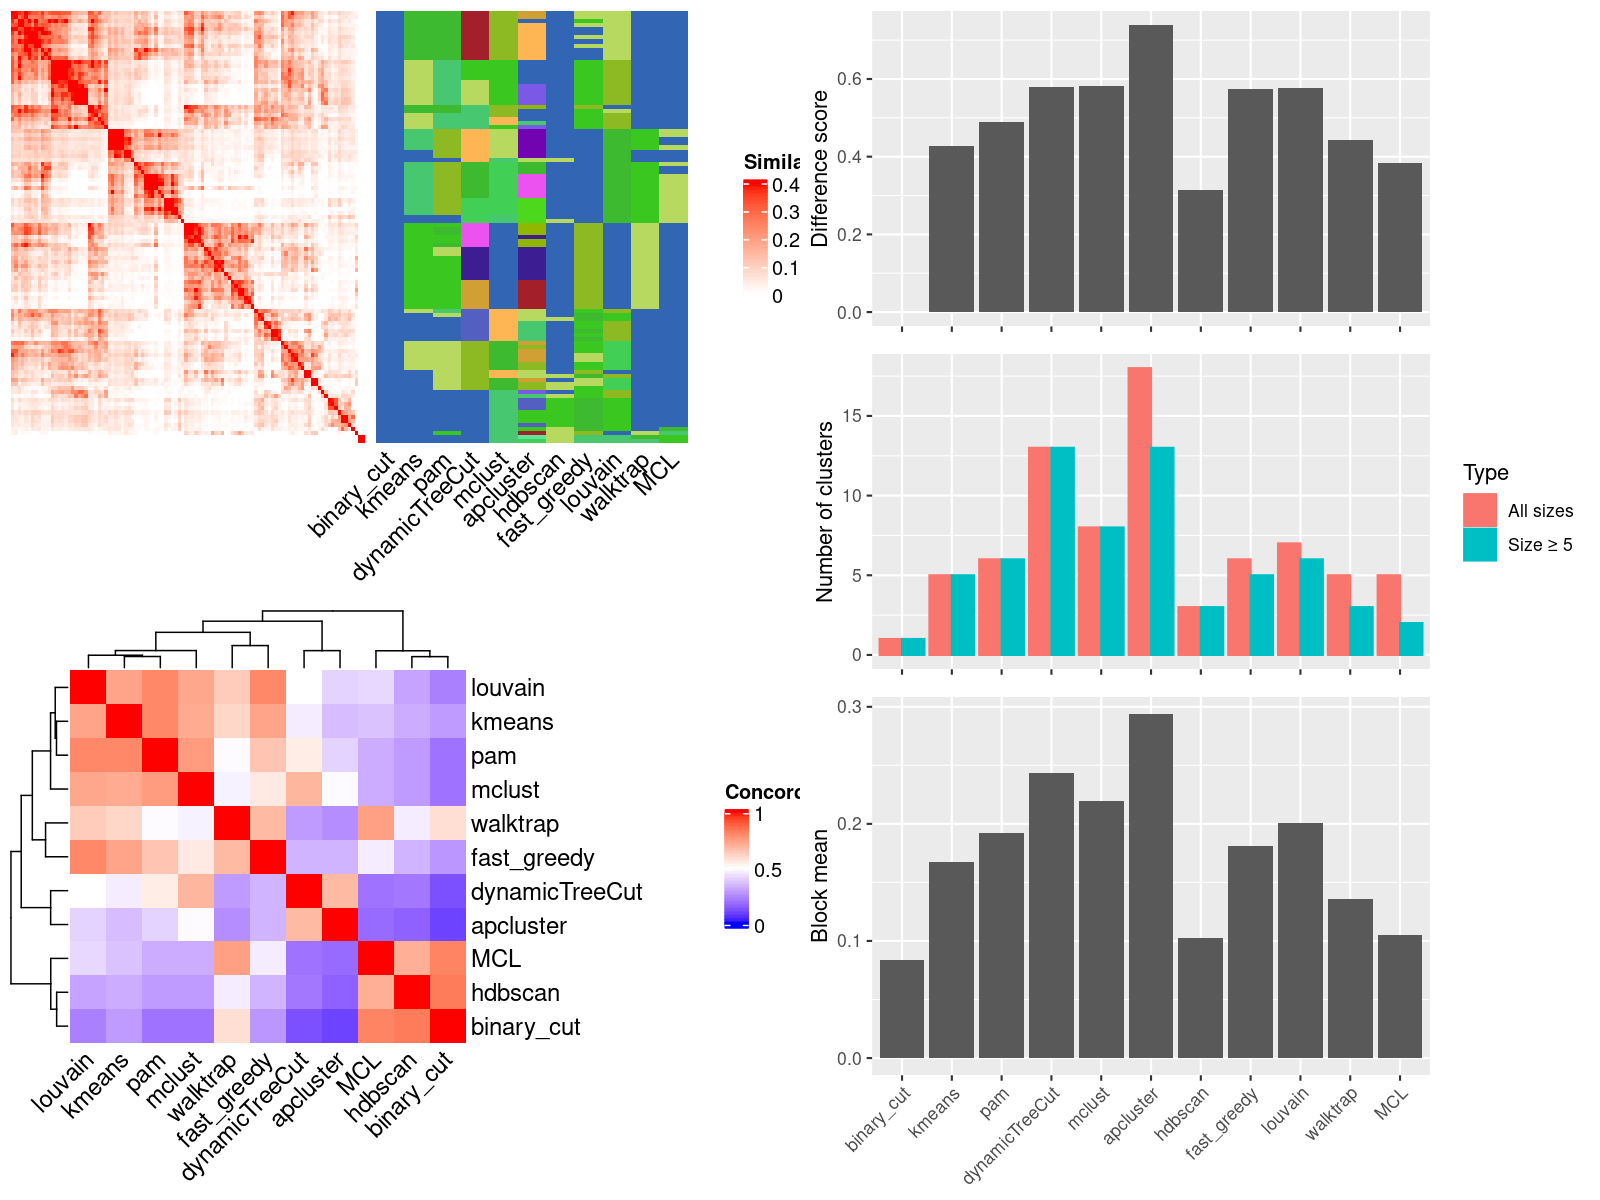 Simila
0.4
0.3
0.2
0.1
0
binary_cut
kmeans
pam
dynamicTreeCut
mclust
apcluster
hdbscan
fast_greedy
louvain
walktrap
MCL
Difference score
0.6
0.4
0.2
0.0
Number of clusters
15
10
5
0
Type
All sizes
Size ≥ 5
louvain
kmeans
pam
mclust
walktrap
fast_greedy
dynamicTreeCut
apcluster
MCL
hdbscan
binary_cut
louvain
kmeans
pam
mclust
walktrap
fast_greedy
dynamicTreeCut
apcluster
MCL
hdbscan
binary_cut
Concord
1
0.5
0
Block mean
0.3
0.2
0.1
0.0
binary_cut
kmeans
pam
dynamicTreeCut
mclust
apcluster
hdbscan
fast_greedy
louvain
walktrap
MCL